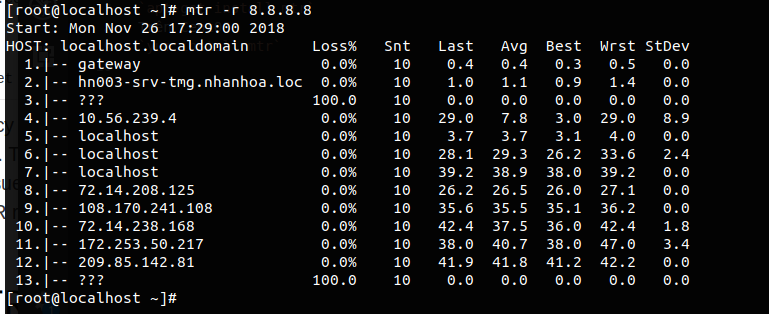 [root@localhost ~]# mtr -r 8.8.8.8
Start: Mon Nov 26 17:29:00 2018
HOST: localhost.localdomain       Loss%   Snt   Last   Avg  Best  Wrst StDev
  1.|-- gateway                    0.0%    10    0.4   0.4   0.3   0.5   0.0
  2.|-- hn003-srv-tmg.nhanhoa.loc  0.0%    10    1.0   1.1   0.9   1.4   0.0
  3.|-- ???                       100.0    10    0.0   0.0   0.0   0.0   0.0
  4.|-- 10.56.239.4                0.0%    10   29.0   7.8   3.0  29.0   8.9
  5.|-- localhost                  0.0%    10    3.7   3.7   3.1   4.0   0.0
  6.|-- localhost                  0.0%    10   28.1  29.3  26.2  33.6   2.4
  7.|-- localhost                  0.0%    10   39.2  38.9  38.0  39.2   0.0
  8.|-- 72.14.208.125              0.0%    10   26.2  26.5  26.0  27.1   0.0
  9.|-- 108.170.241.108            0.0%    10   35.6  35.5  35.1  36.2   0.0
 10.|-- 72.14.238.168              0.0%    10   42.4  37.5  36.0  42.4   1.8
 11.|-- 172.253.50.217             0.0%    10   38.0  40.7  38.0  47.0   3.4
 12.|-- 209.85.142.81              0.0%    10   41.9  41.8  41.2  42.2   0.0
 13.|-- ???                       100.0    10    0.0   0.0   0.0   0.0   0.0
[root@localhost ~]#